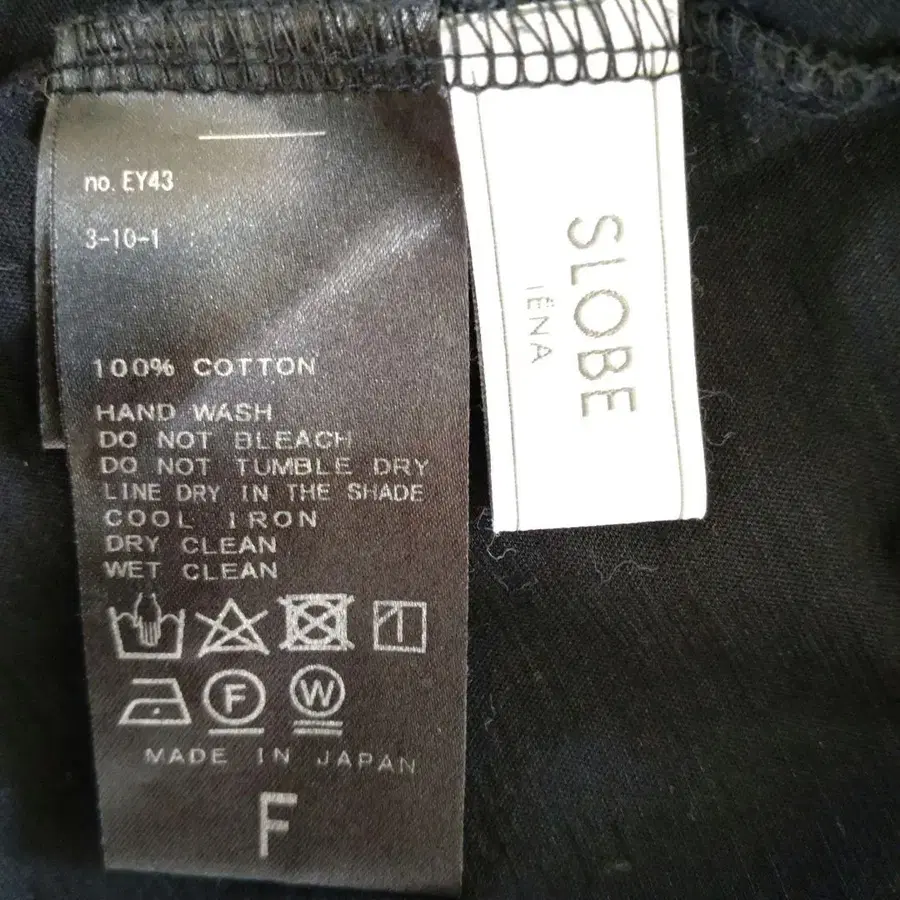 no. EY43
3-10-1
100% COTTON
HAND WASH
DO NOT BLEACH
DO NOT TUMBLE DRY
LINE DRY IN THE SHADE
COOL IRON
DRY CLEAN
WET CLEAN
F W
MADE IN JAPAN
F
SLOBE
IÉNA